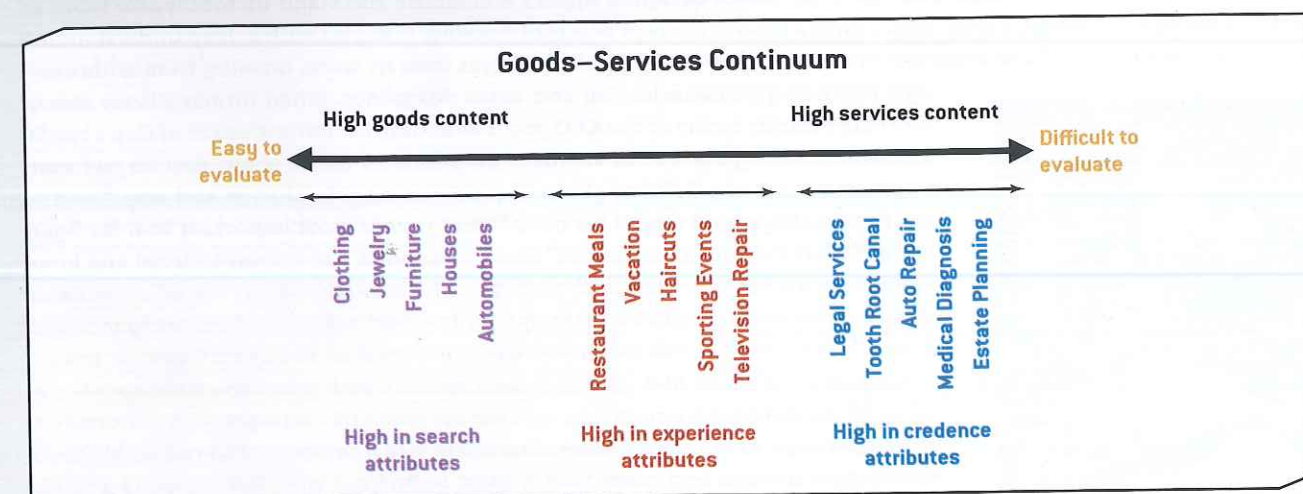 Goods–Services Continuum
High goods content
High services content
Easy to
evaluate
Difficult to
evaluate
Clothing
Jewelry
Furniture
Houses
Automobiles
Restaurant Meals
Vacation
Haircuts
Sporting Events
Television Repair
Legal Services
Tooth Root Canal
Auto Repair
Medical Diagnosis
Estate Planning
High in search
attributes
High in experience
attributes
High in credence
attributes